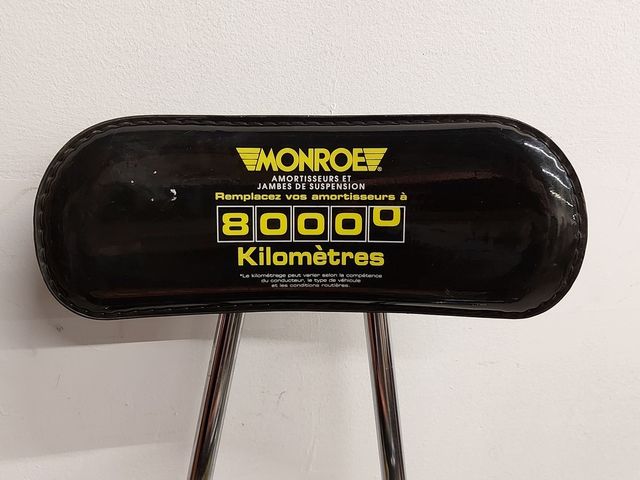 MONROE®
AMORTISSEURS ET
JAMBES DE SUSPENSION
Remplacez vos amortisseurs à
80000
Kilomètres
*Le kilométrage peut varier selon la compétence
du conducteur, le type de véhicule
et les conditions routières.